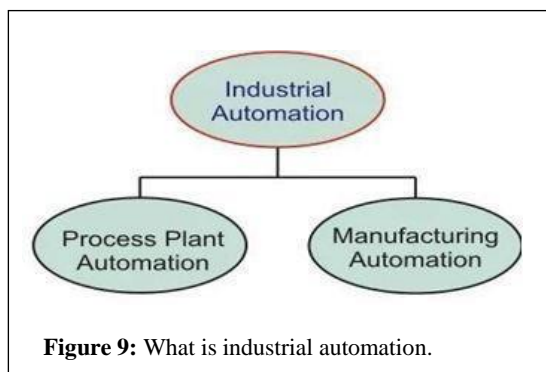 Industrial
Automation
Process Plant
Automation
Manufacturing
Automation
Figure 9: What is industrial automation.